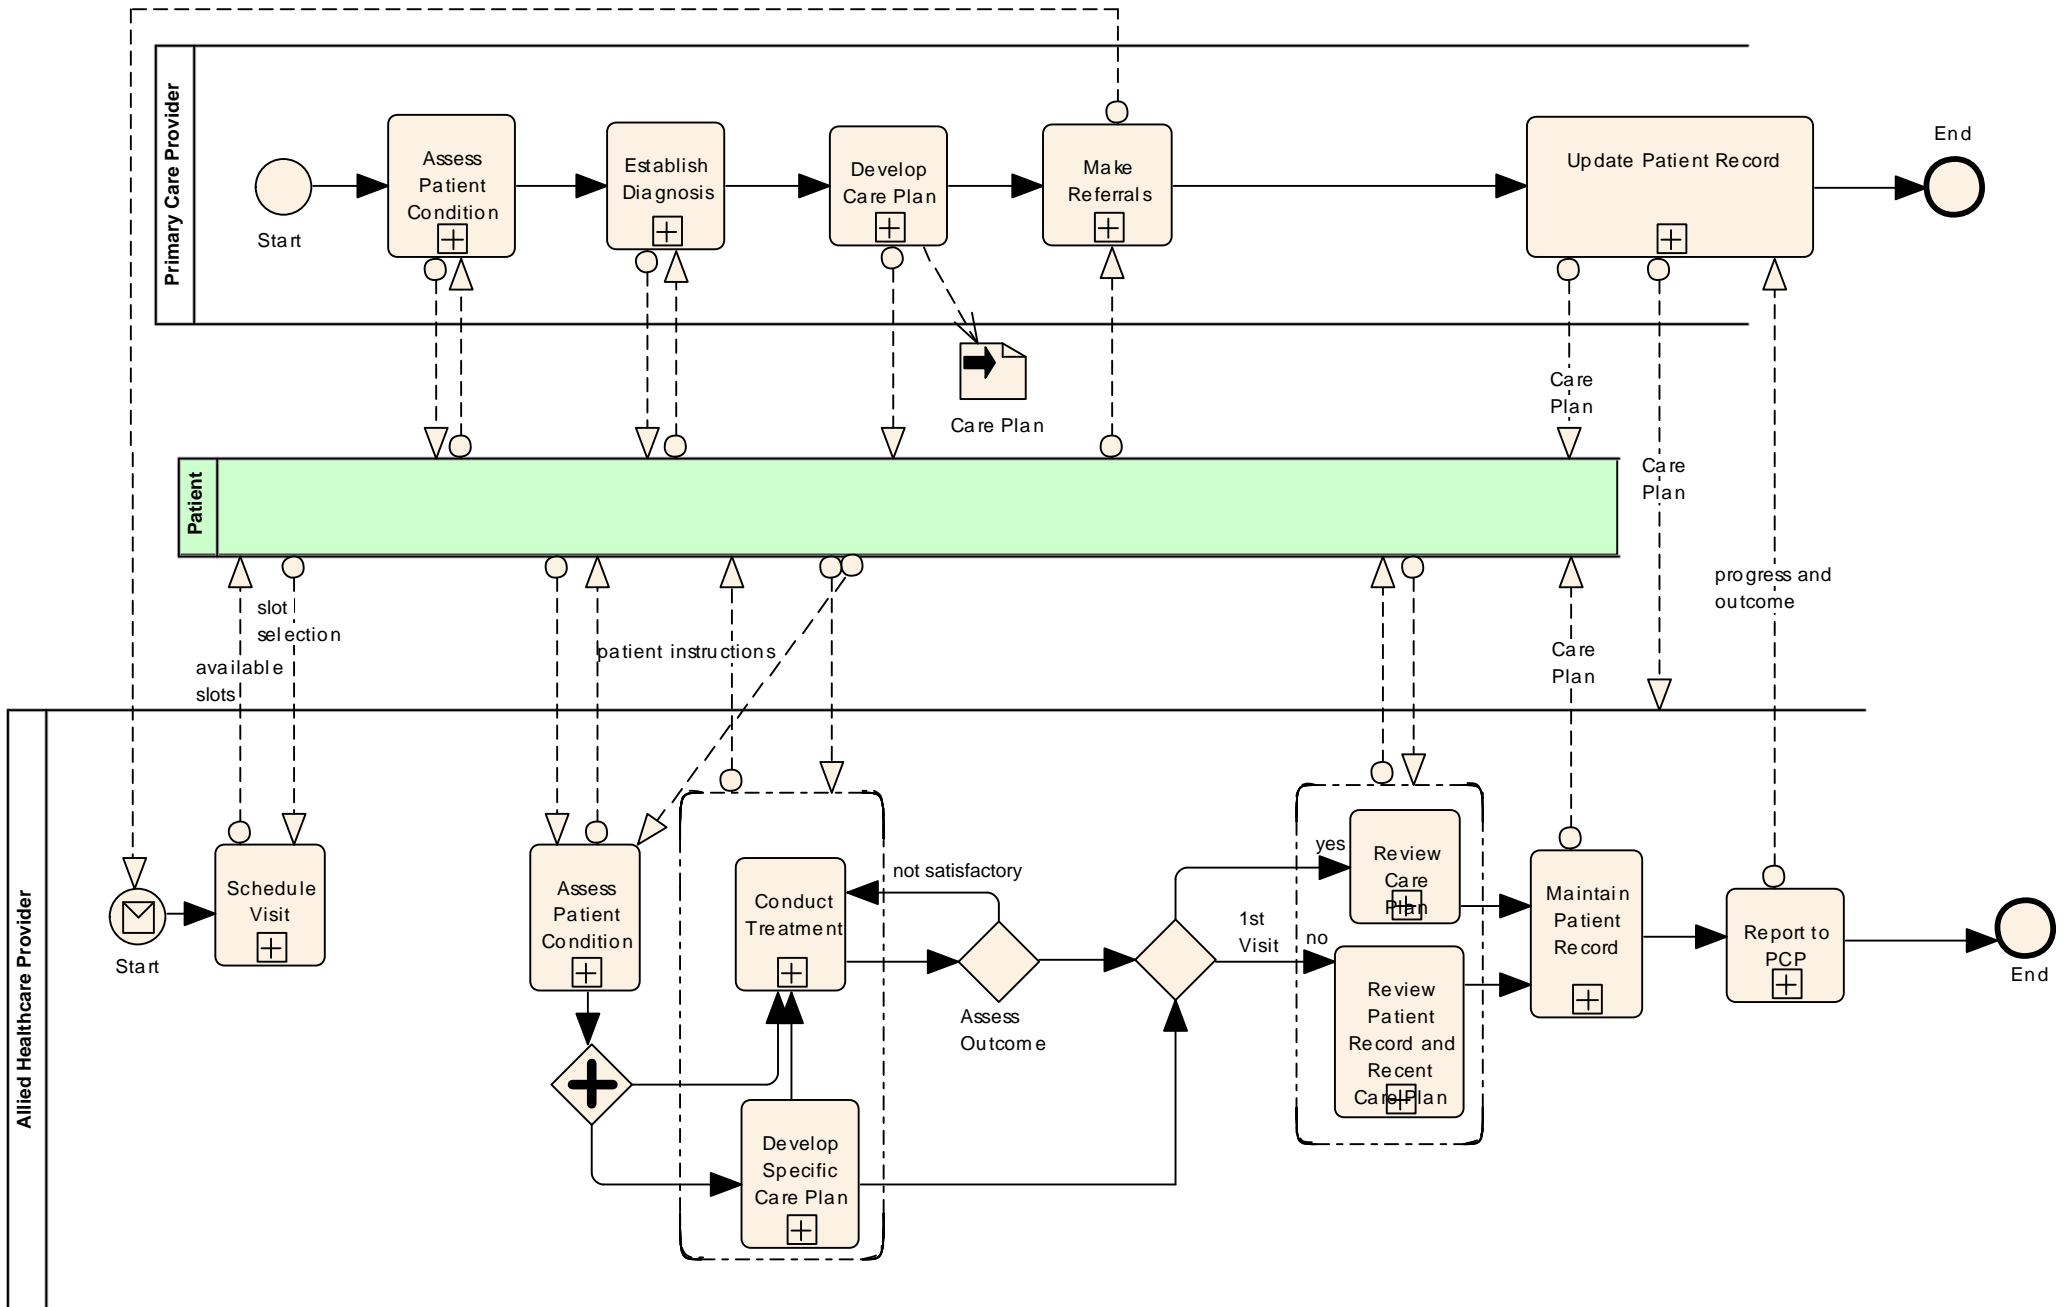 Primary Care Provider
Start
Assess
Patient
Condition
Establish
Diagnosis
Develop
Care Plan
Make
Referrals
Update Patient Record
End
Care Plan
Care
Plan
Care
Plan
Patient
slot
selection
available
slots
patient instructions
Care
Plan
progress and
outcome
Allied Healthcare Provider
Start
Schedule
Visit
Assess
Patient
Condition
Conduct
Treatment
not satisfactory
Assess
Outcome
Develop
Specific
Care Plan
1st
Visit
yes
no
Review
Care
Plan
Review
Patient
Record and
Recent
Care Plan
Maintain
Patient
Record
Report to
PCP
End